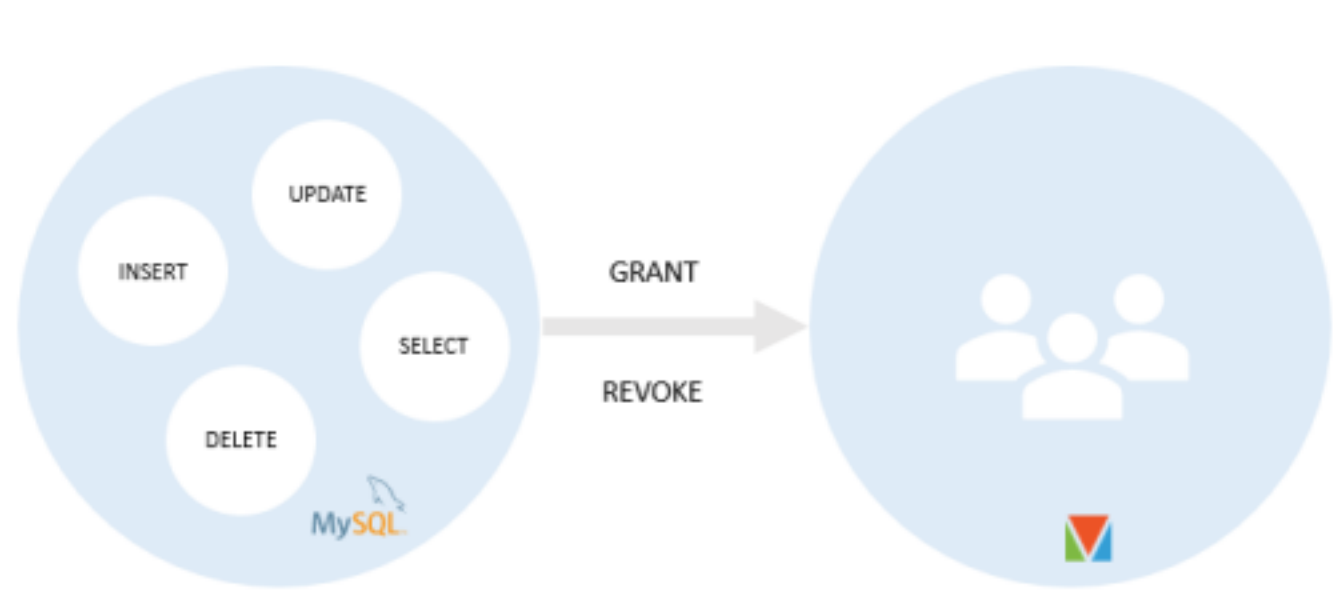 UPDATE
INSERT
SELECT
DELETE
MySQL
GRANT
REVOKE